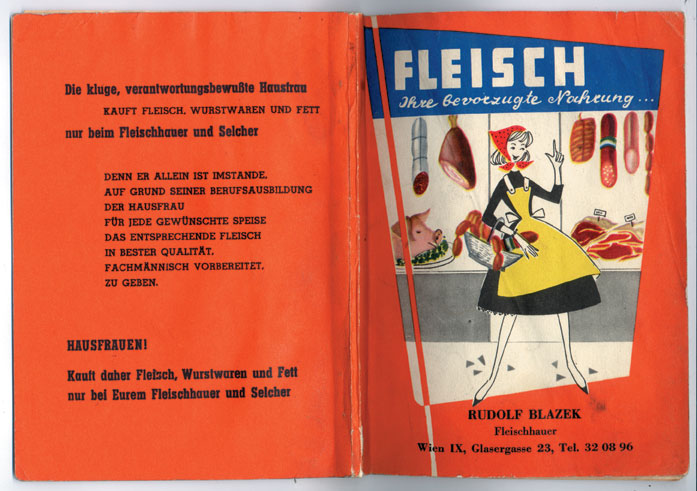 Die kluge, verantwortungsbewußte Hausfrau
KAUFT FLEISCH, WURSTWAREN UND FETT
nur beim Fleischhauer und Selcher
DENN ER ALLEIN IST IMSTANDE,
AUF GRUND SEINER BERUFSAUSBILDUNG
DER HAUSFRAU
FÜR JEDE GEWÜNSCHTE SPEISE
DAS ENTSPRECHENDE FLEISCH
IN BESTER QUALITÄT,
FACHMÄNNISCH VORBEREITET,
ZU GEBEN.
HAUSFRAUEN!
Kauft daher Fleisch, Wurstwaren und Fett
nur bei Eurem Fleischhauer und Selcher
FLEISCH
Ihre bevorzugte Nahrung...
RUDOLF BLAZEK
Fleischhauer
Wien IX, Glasergasse 23, Tel. 32 08 96